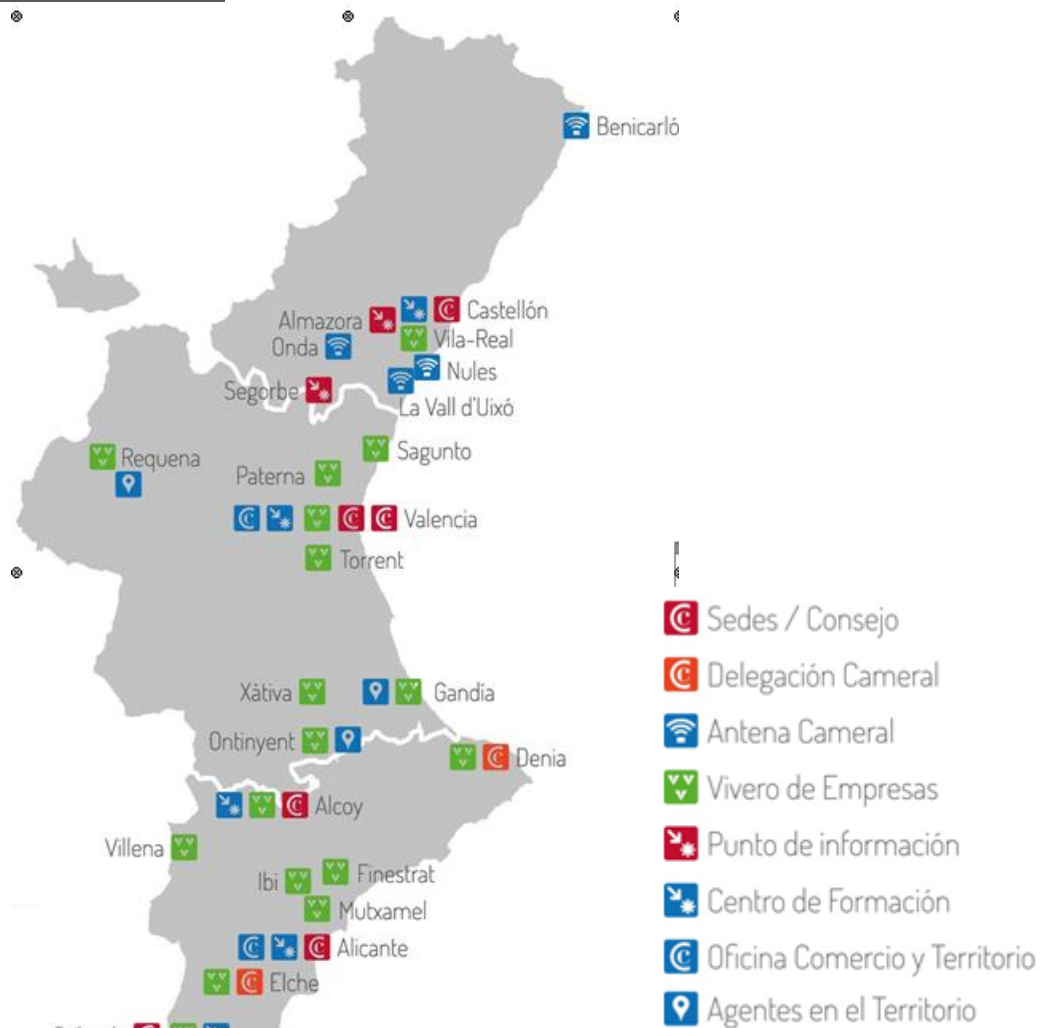 Benicarló
Castellón
Almazora
Vila-Real
Onda
Nules
Segorbe
La Vall d'Uixó
Sagunto
Requena
Paterna
Valencia
Torrent
Sedes / Consejo
Delegación Cameral
Xàtiva
Gandía
Antena Cameral
Ontinyent
Denia
Vivero de Empresas
Alcoy
Villena
Punto de información
Finestrat
Ibi
Mutxamel
Centro de Formación
Alicante
Oficina Comercio y Territorio
Elche
Agentes en el Territorio